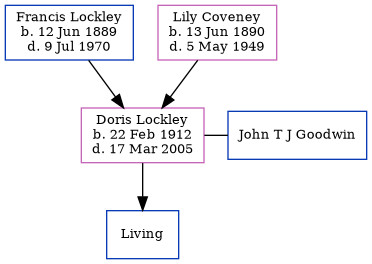 Francis Lockley
b. 12 Jun 1889
d. 9 Jul 1970
Lily Coveney
b. 13 Jun 1890
d. 5 May 1949
Doris Lockley
b. 22 Feb 1912
d. 17 Mar 2005
John T J Goodwin
Living